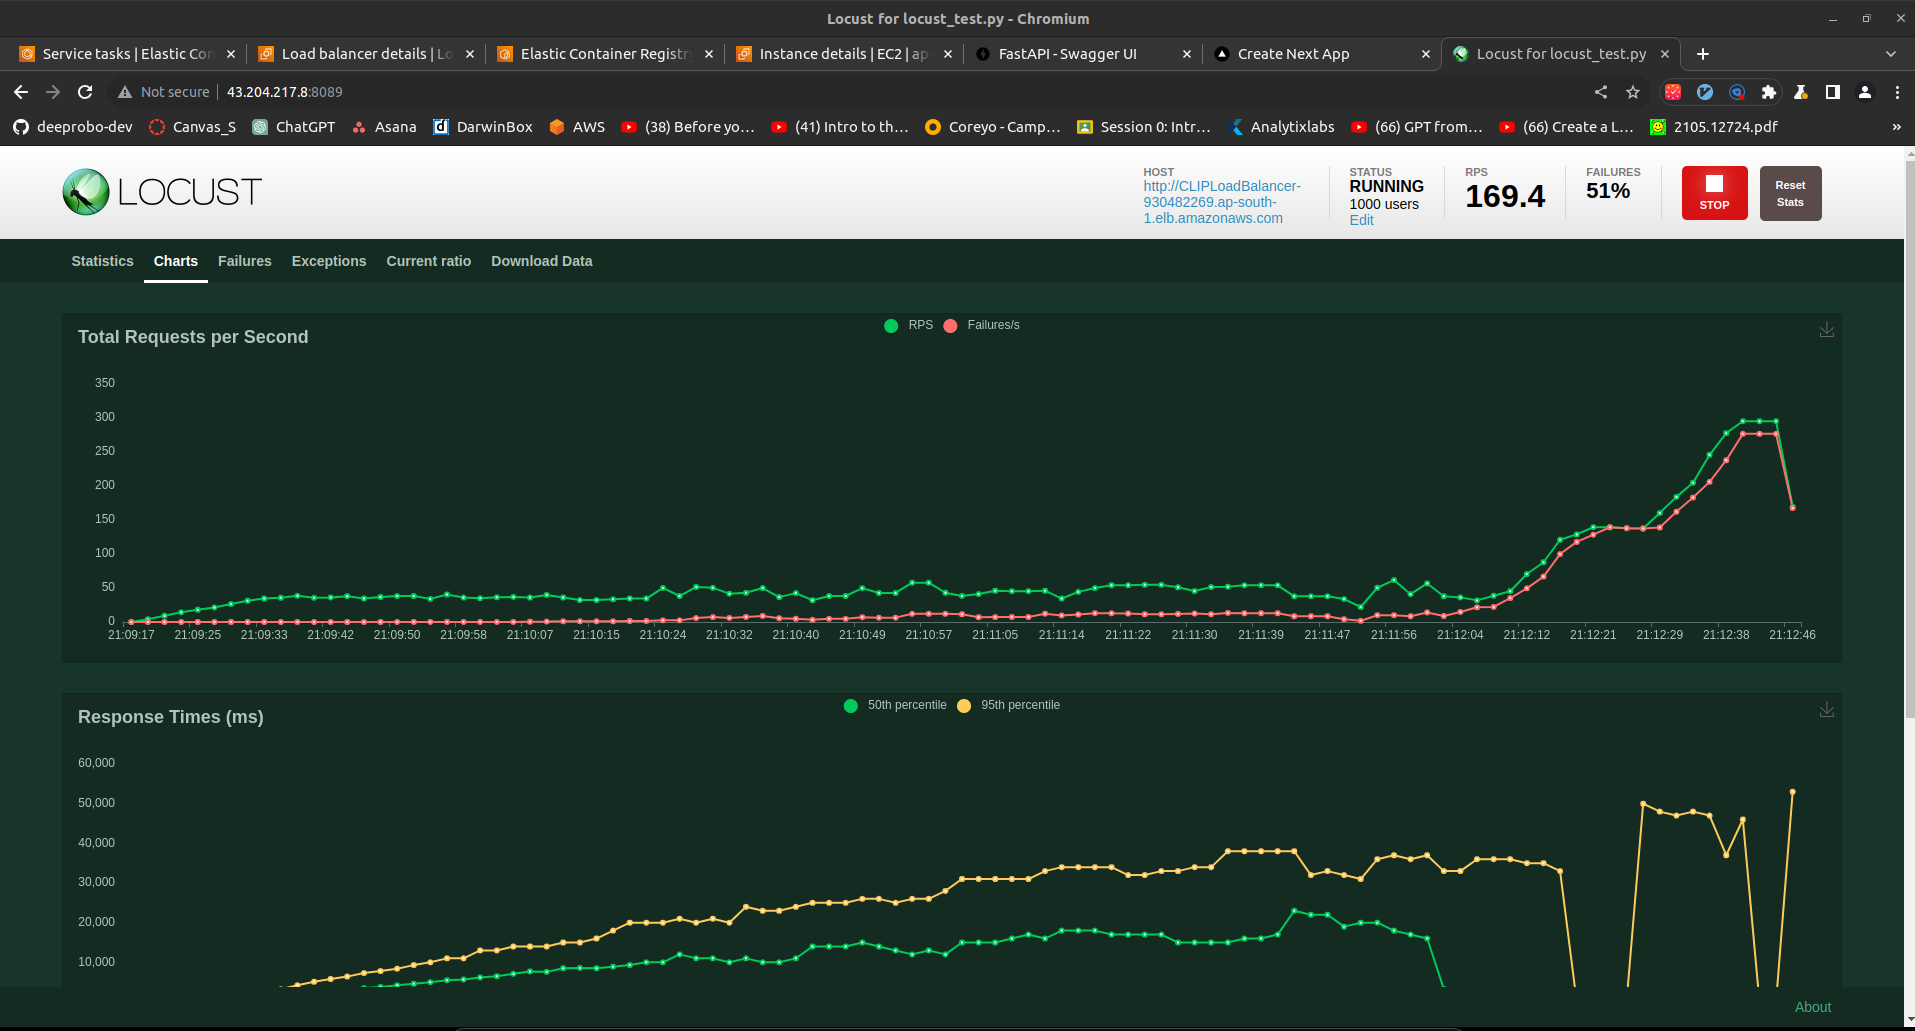 Locust for locust_test.py - Chromium
Service tasks | Elastic Con
Load balancer details | Lo
Elastic Container Registry
Instance details | EC2 | ap
FastAPI - Swagger UI
Create Next App
Locust for locust_test.py
Not secure
43.204.217.8:8089
deeprobo-dev
Canvas_S
ChatGPT
Asana
DarwinBox
AWS
(38) Before yo...
(41) Intro to th...
Coreyo - Camp...
Session 0: Intr...
Analytixlabs
(66) GPT from...
(66) Create a L...
2105.12724.pdf
»
LOCUST
HOST
http://CLIPLoadBalancer-
930482269.ap-south-
1.elb.amazonaws.com
STATUS
RUNNING
1000 users
Edit
RPS
169.4
FAILURES
51%
STOP
Reset
Stats
Statistics
Charts
Failures
Exceptions
Current ratio
Download Data
Total Requests per Second
RPS
Failures/s
350
300
250
200
150
100
50
0
21:09:17
21:09:25
21:09:33
21:09:42
21:09:50
21:09:58
21:10:07
21:10:15
21:10:24
21:10:32
21:10:40
21:10:49
21:10:57
21:11:05
21:11:14
21:11:22
21:11:30
21:11:39
21:11:47
21:11:56
21:12:04
21:12:12
21:12:21
21:12:29
21:12:38
21:12:46
Response Times (ms)
50th percentile
95th percentile
60,000
50,000
40,000
30,000
20,000
10,000
About